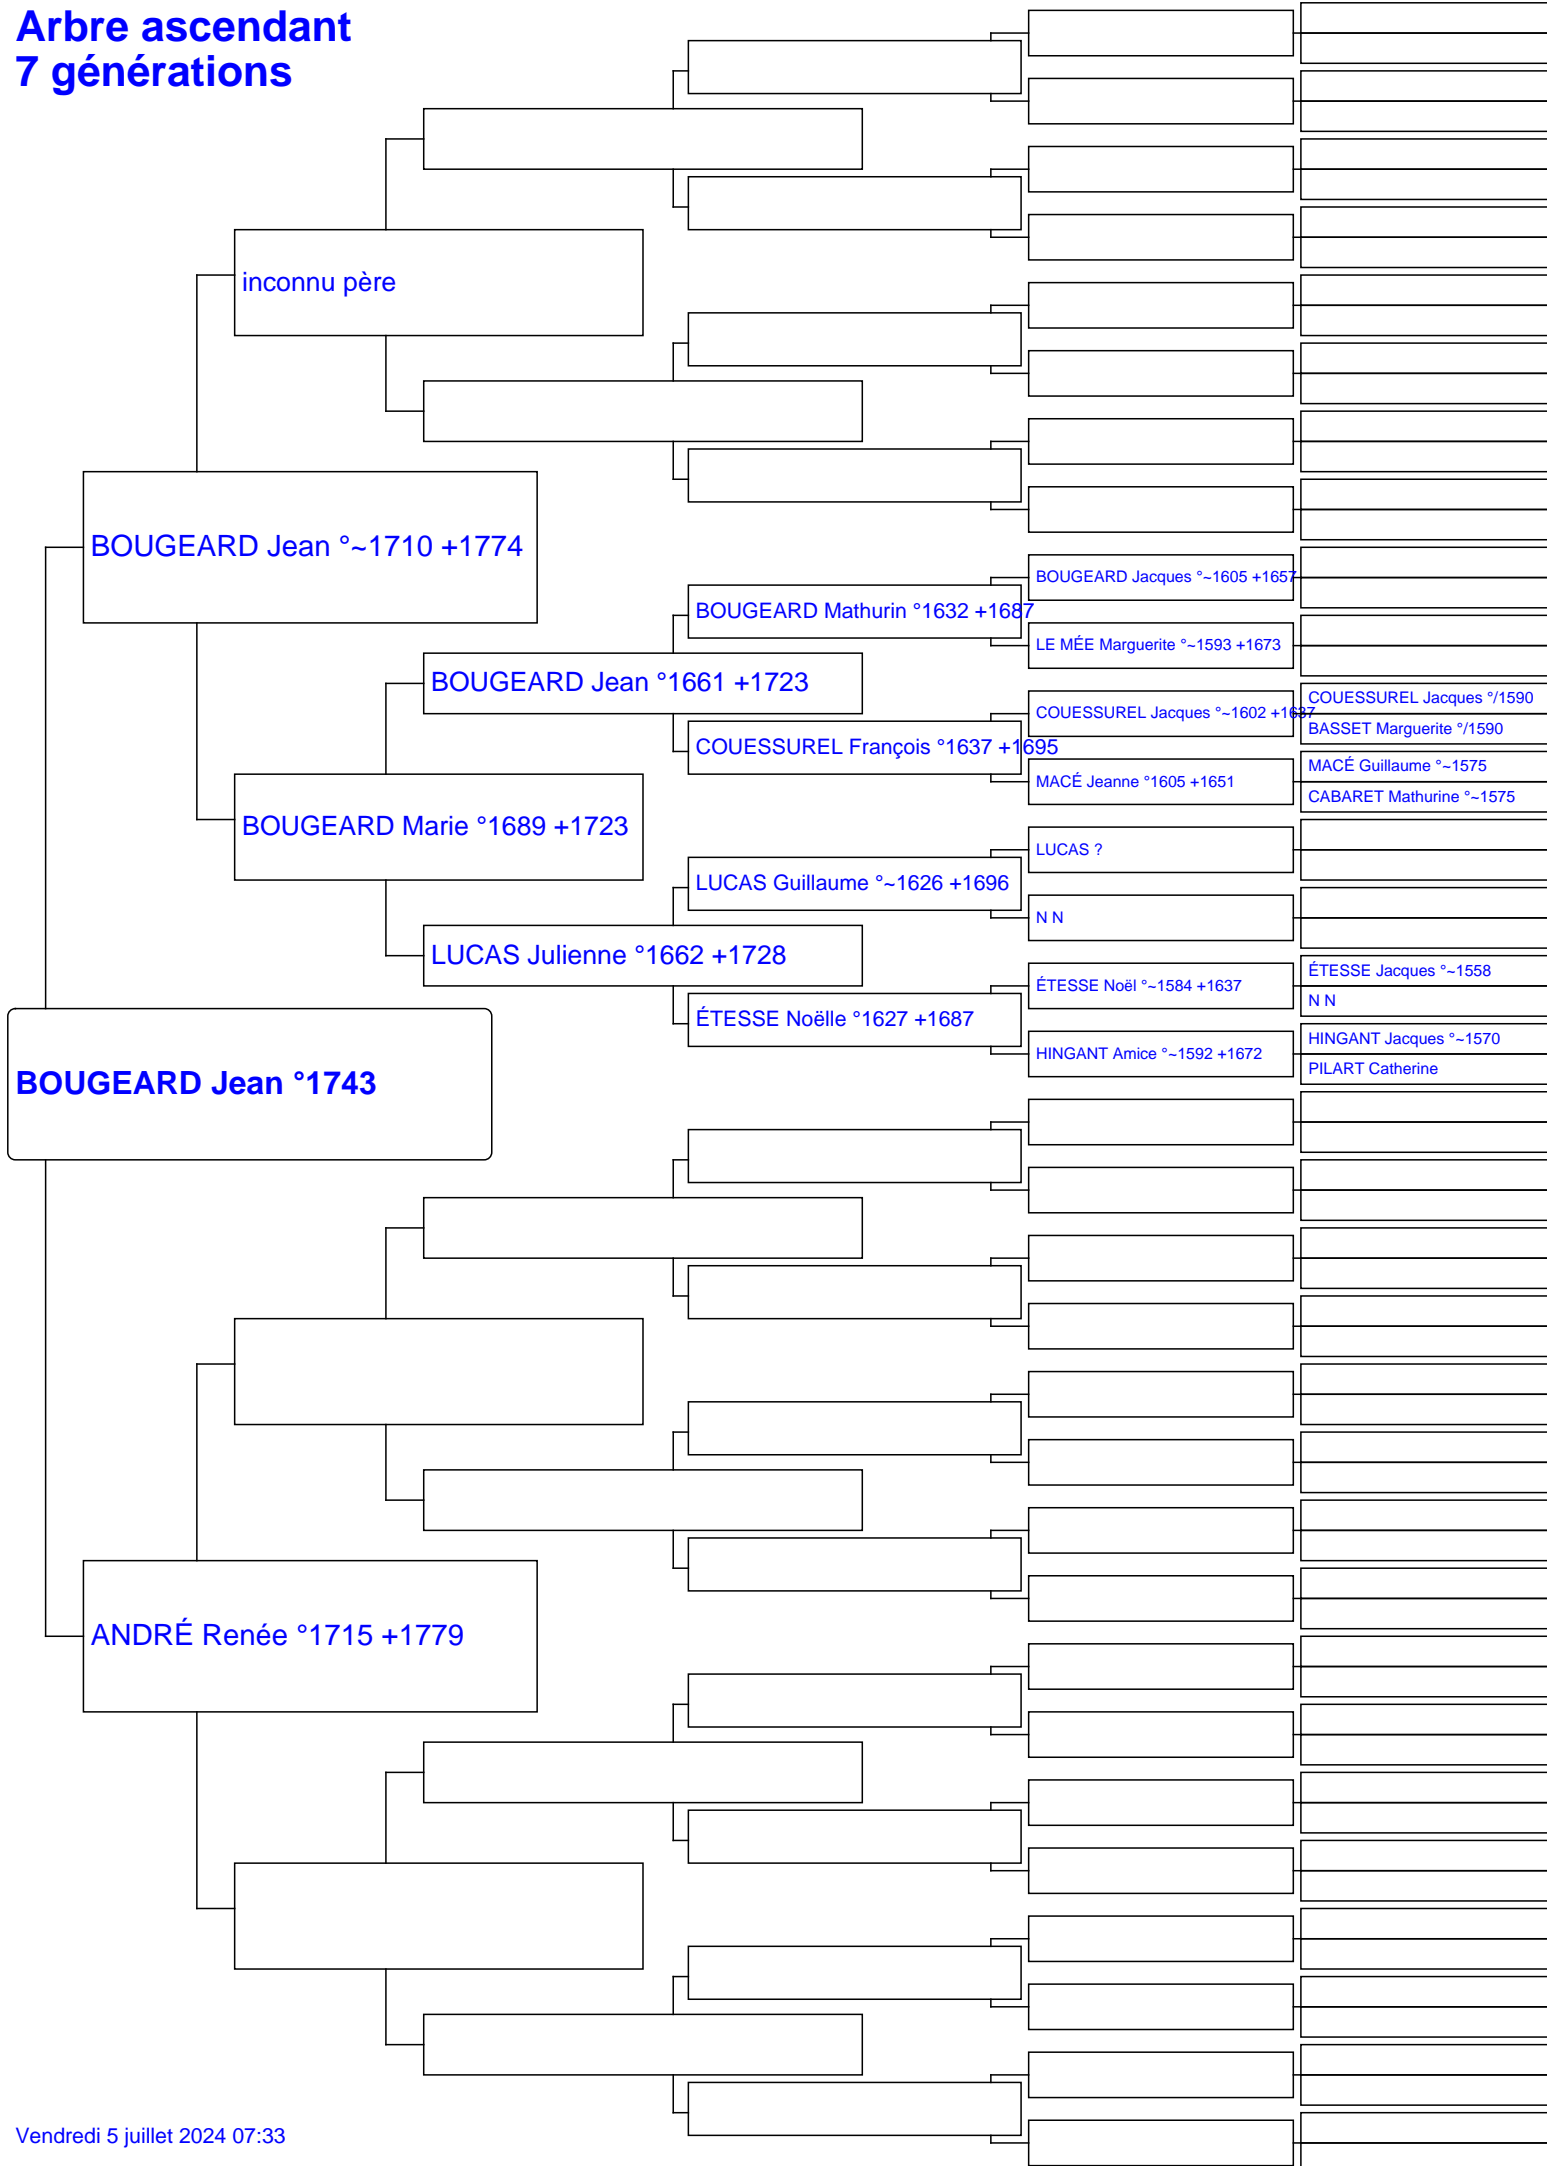 Arbre ascendant
7 générations
inconnu père
BOUGEARD Jean °~1710 +1774
BOUGEARD Jacques °~1605 +1657
BOUGEARD Mathurin °1632 +1687
LE MÉE Marguerite °~1593 +1673
BOUGEARD Jean °1661 +1723
COUESSUREL Jacques °/1590
COUESSUREL Jacques °~1602 +1637
BASSET Marguerite °/1590
COUESSUREL François °1637 +1695
MACÉ Guillaume °~1575
MACÉ Jeanne °1605 +1651
CABARET Mathurine °~1575
BOUGEARD Marie °1689 +1723
LUCAS ?
LUCAS Guillaume °~1626 +1696
N N
LUCAS Julienne °1662 +1728
ÉTESSE Jacques °~1558
ÉTESSE Noël °~1584 +1637
N N
ÉTESSE Noëlle °1627 +1687
HINGANT Jacques °~1570
HINGANT Amice °~1592 +1672
PILART Catherine
BOUGEARD Jean °1743
ANDRÉ Renée °1715 +1779
Vendredi 5 juillet 2024 07:33